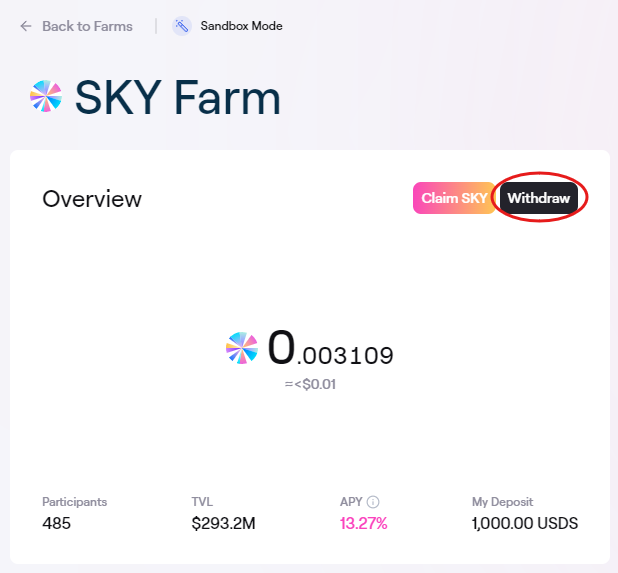 Back to Farms
Sandbox Mode
SKY Farm
Overview
Claim SKY
Withdraw
0.003109
=<$0.01
Participants TVL APY My Deposit
485 $293.2M 13.27% 1,000.00 USDS